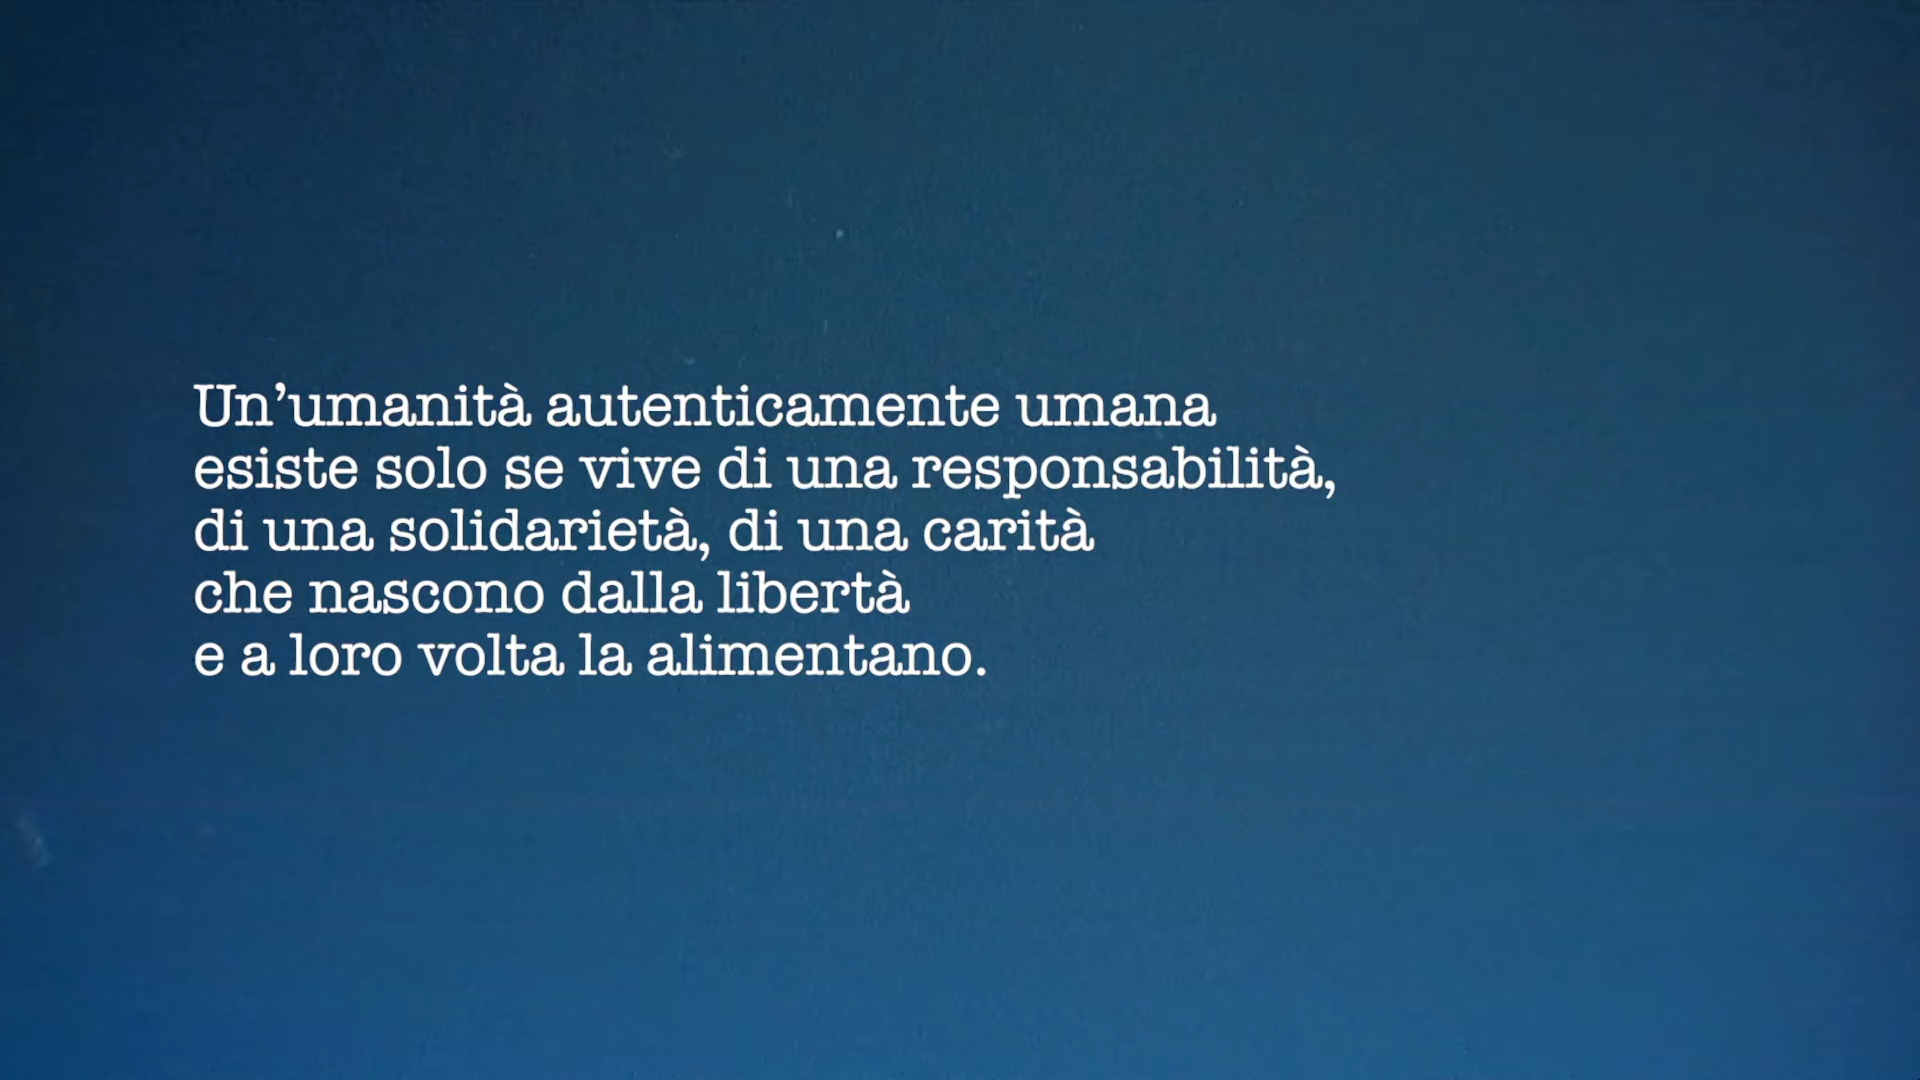 Un’umanità autenticamente umana
esiste solo se vive di una responsabilità,
di una solidarietà, di una carità
che nascono dalla libertà
e a loro volta la alimentano.